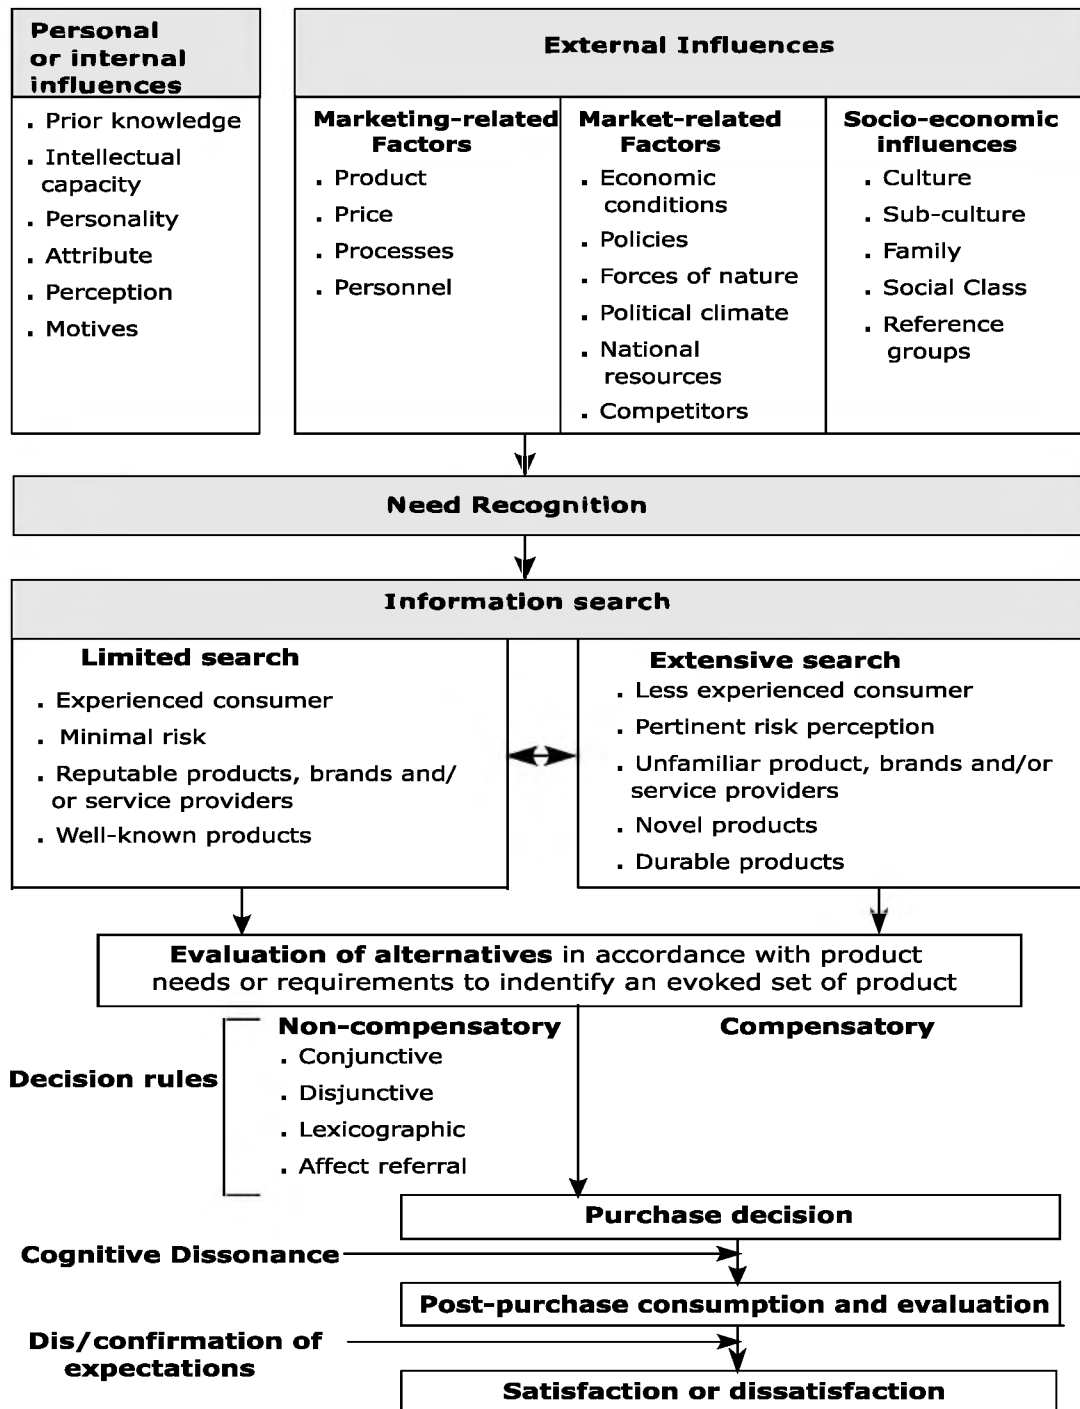 Personal
or internal
influences
. Prior knowledge
. Intellectual
capacity
. Personality
. Attribute
. Perception
. Motives
External Influences
Marketing-related
Factors
. Product
. Price
. Processes
. Personnel
Market-related
Factors
. Economic
conditions
. Policies
. Forces of nature
. Political climate
. National
resources
. Competitors
Socio-economic
influences
. Culture
. Sub-culture
. Family
. Social Class
. Reference
groups
Need Recognition
Information search
Limited search
. Experienced consumer
. Minimal risk
. Reputable products, brands and/
or service providers
. Well-known products
Extensive search
. Less experienced consumer
. Pertinent risk perception
. Unfamiliar product, brands and/or
service providers
. Novel products
. Durable products
Evaluation of alternatives in accordance with product
needs or requirements to indentify an evoked set of product
Decision rules
Non-compensatory
. Conjunctive
. Disjunctive
. Lexicographic
. Affect referral
Compensatory
Purchase decision
Cognitive Dissonance
Post-purchase consumption and evaluation
Dis/confirmation of
expectations
Satisfaction or dissatisfaction